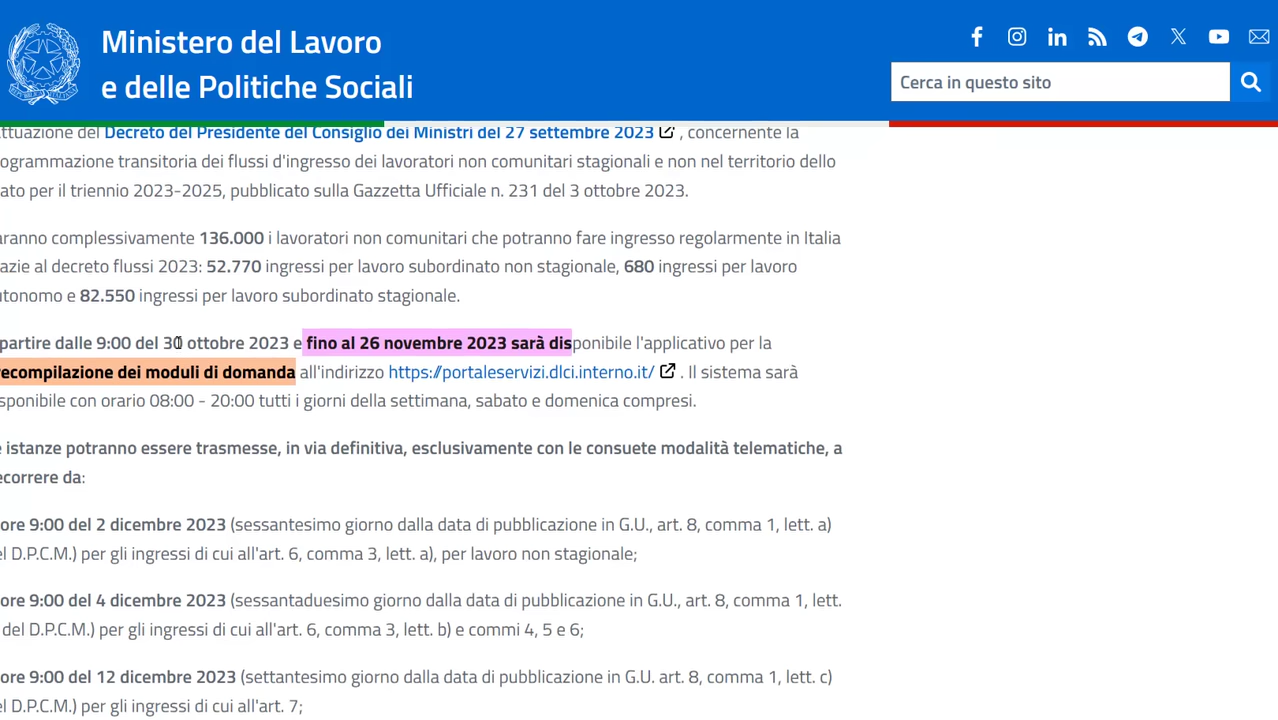 Ministero del Lavoro
e delle Politiche Sociali
Cerca in questo sito
ttuazione del Decreto del Presidente del Consiglio dei Ministri del 27 settembre 2023 , concernente la
ogrammazione transitoria dei flussi d'ingresso dei lavoratori non comunitari stagionali e non nel territorio dello
ato per il triennio 2023-2025, pubblicato sulla Gazzetta Ufficiale n. 231 del 3 ottobre 2023.
aranno complessivamente 136.000 i lavoratori non comunitari che potranno fare ingresso regolarmente in Italia
azie al decreto flussi 2023: 52.770 ingressi per lavoro subordinato non stagionale, 680 ingressi per lavoro
utonomo e 82.550 ingressi per lavoro subordinato stagionale.
partire dalle 9:00 del 30 ottobre 2023 e fino al 26 novembre 2023 sarà disponibile l'applicativo per la
recompilazione dei moduli di domanda all'indirizzo https://portaleservizi.dlci.interno.it/ . Il sistema sarà
sponibile con orario 08:00 - 20:00 tutti i giorni della settimana, sabato e domenica compresi.
e istanze potranno essere trasmesse, in via definitiva, esclusivamente con le consuete modalità telematiche, a
ecorrere da:
ore 9:00 del 2 dicembre 2023 (sessantesimo giorno dalla data di pubblicazione in G.U., art. 8, comma 1, lett. a)
el D.P.C.M.) per gli ingressi di cui all'art. 6, comma 3, lett. a), per lavoro non stagionale;
ore 9:00 del 4 dicembre 2023 (sessantaduesimo giorno dalla data di pubblicazione in G.U., art. 8, comma 1, lett.
del D.P.C.M.) per gli ingressi di cui all'art. 6, comma 3, lett. b) e commi 4, 5 e 6;
ore 9:00 del 12 dicembre 2023 (settantesimo giorno dalla data di pubblicazione in G.U. art. 8, comma 1, lett. c)
el D.P.C.M.) per gli ingressi di cui all'art. 7;